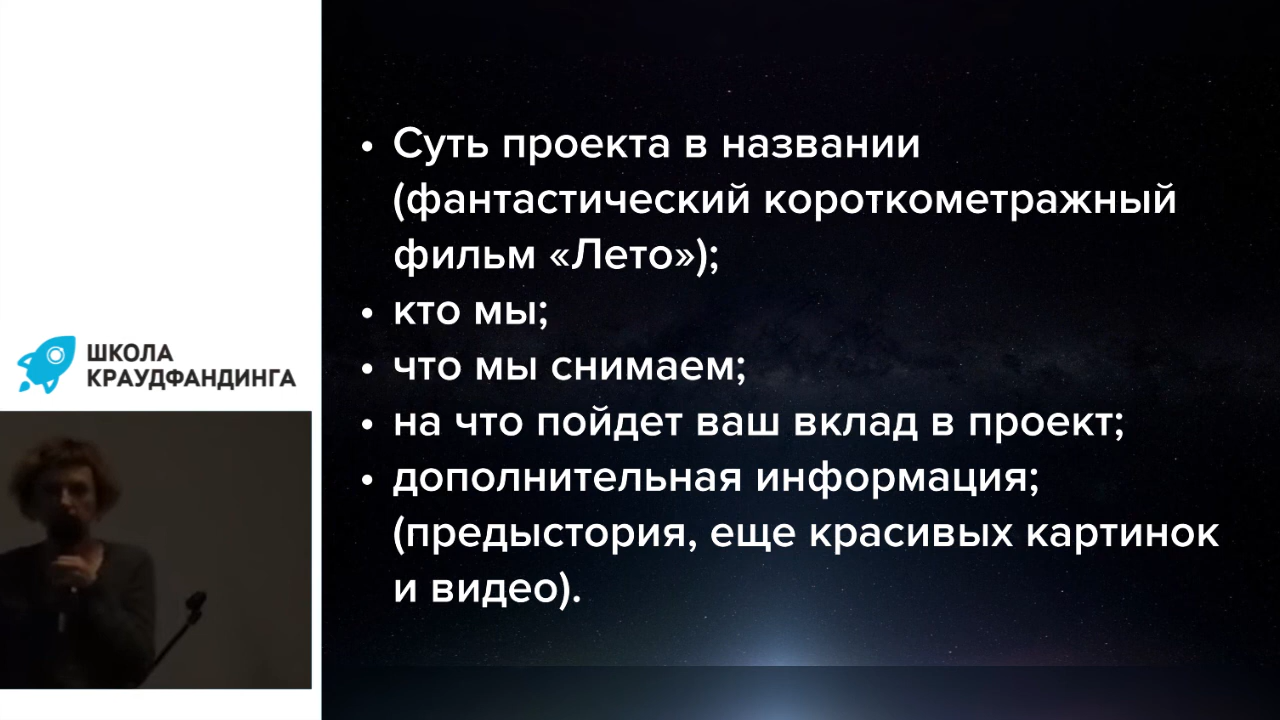 • Суть проекта в названии
(фантастический короткометражный
фильм «Лето»);
• кто мы;
• что мы снимаем;
• на что пойдет ваш вклад в проект;
• дополнительная информация;
(предыстория, еще красивых картинок
и видео).
ШКОЛА
КРАУДФАНДИНГА